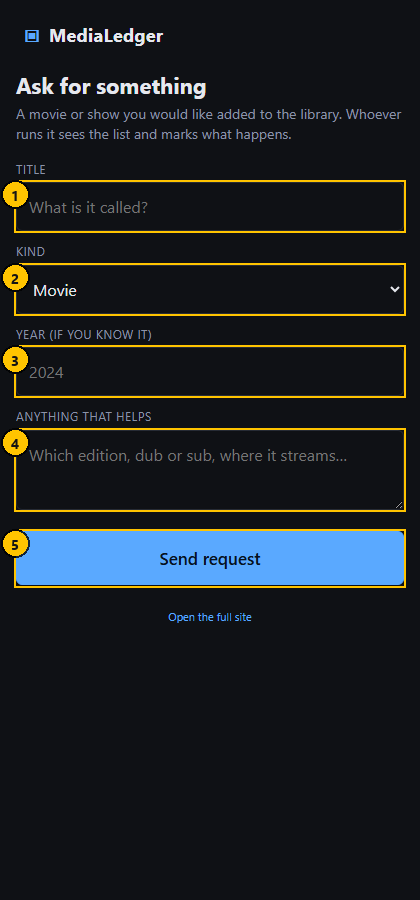 MediaLedger
Ask for something
A movie or show you would like added to the library. Whoever
runs it sees the list and marks what happens.
TITLE
1
What is it called?
KIND
2
Movie
YEAR (IF YOU KNOW IT)
3
2024
ANYTHING THAT HELPS
4
Which edition, dub or sub, where it streams...
5
Send request
Open the full site